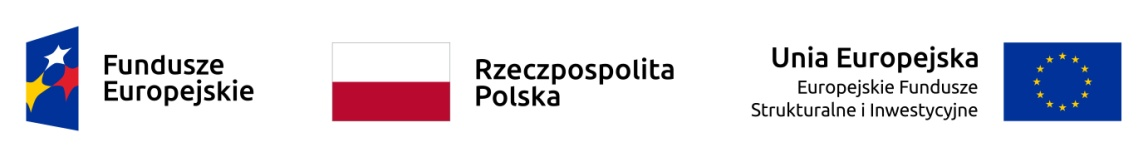 Fundusze
Europejskie
Rzeczpospolita
Polska
Unia Europejska
Europejskie Fundusze
Strukturalne i Inwestycyjne